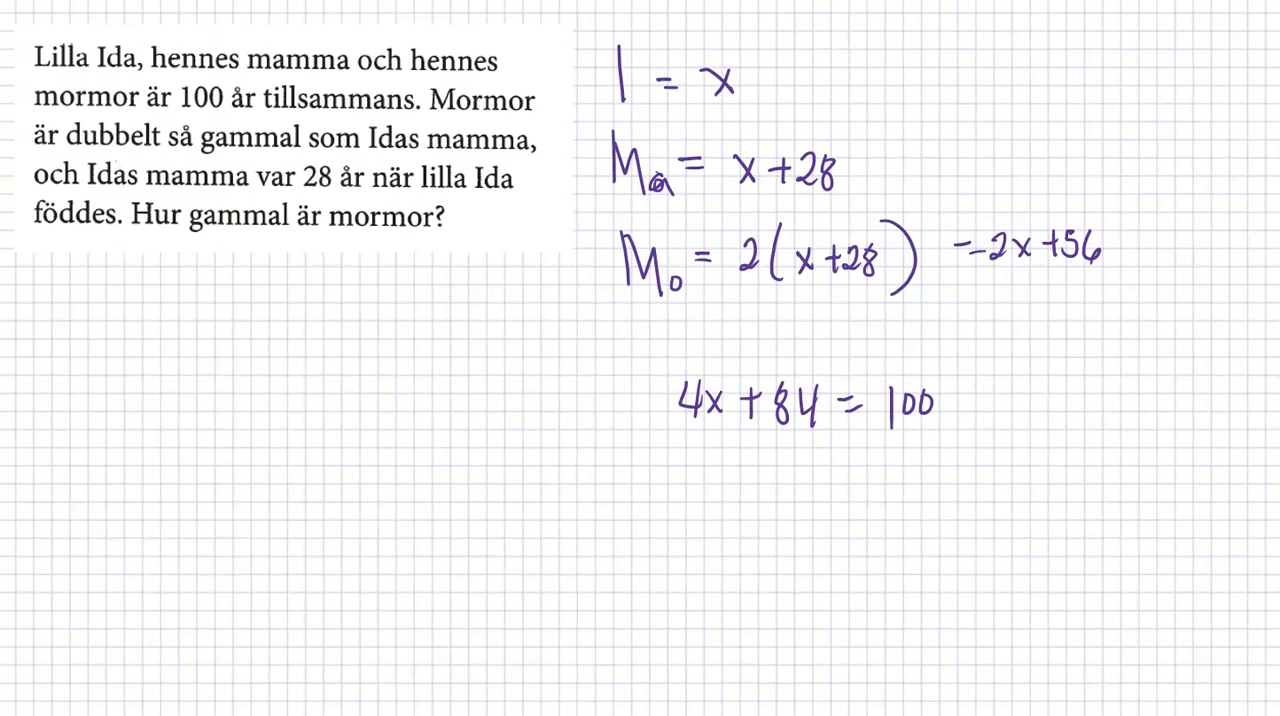 Lilla Ida, hennes mamma och hennes
mormor är 100 år tillsammans. Mormor
är dubbelt så gammal som Idas mamma,
och Idas mamma var 28 år när lilla Ida
föddes. Hur gammal är mormor?
I = x
Ma = x + 28
Mo = 2(x + 28) = 2x + 56
4x + 84 = 100